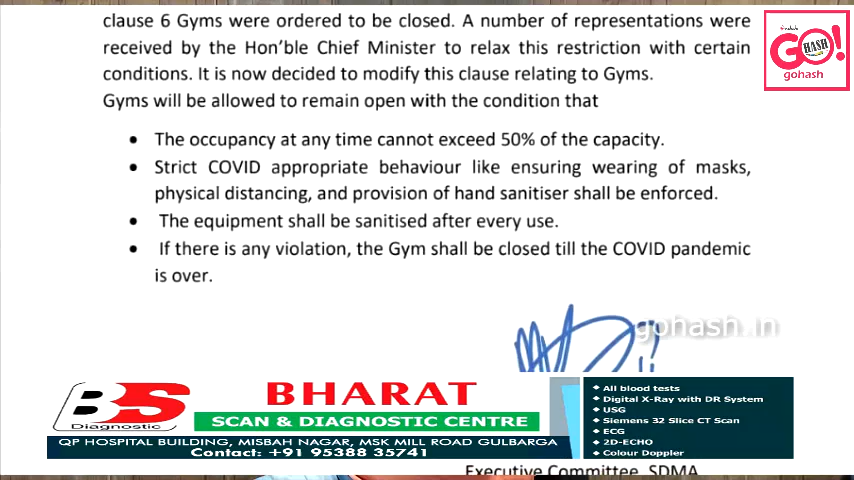 clause 6 Gyms were ordered to be closed. A number of representations were
received by the Hon'ble Chief Minister to relax this restriction with certain
conditions. It is now decided to modify this clause relating to Gyms.
Gyms will be allowed to remain open with the condition that
• The occupancy at any time cannot exceed 50% of the capacity.
• Strict COVID appropriate behaviour like ensuring wearing of masks,
physical distancing, and provision of hand sanitiser shall be enforced.
• The equipment shall be sanitised after every use.
• If there is any violation, the Gym shall be closed till the COVID pandemic
is over.
GO!
HASH
gohash
gohash.in
BS
Diagnostic
BHARAT
SCAN & DIAGNOSTIC CENTRE
QP HOSPITAL BUILDING, MISBAH NAGAR, MSK MILL ROAD GULBARGA
Contact: +91 95388 35741
❖ All blood tests
❖ Digital X-Ray with DR System
❖ USG
❖ Siemens 32 Slice CT Scan
❖ ECG
❖ 2D-ECHO
❖ Colour Doppler
Executive Committee, SDMA